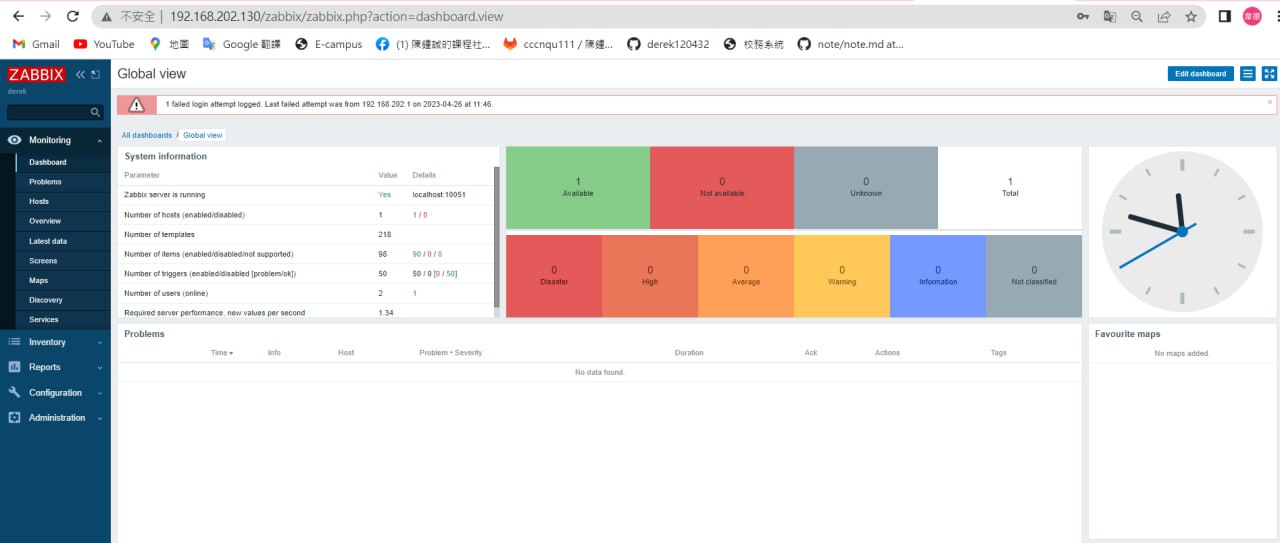 不安全 | 192.168.202.130/zabbix/zabbix.php?action=dashboard.view
韋德
Gmail YouTube 地圖 Google 翻譯 E-campus (1) 陳鍾誠的課程社... cccnqu111 / 陳鍾... derek120432 校務系統 note/note.md at...
ZABBIX
derek
Monitoring
Dashboard
Problems
Hosts
Overview
Latest data
Screens
Maps
Discovery
Services
Inventory
Reports
Configuration
Administration
Global view
Edit dashboard
1 failed login attempt logged. Last failed attempt was from 192.168.202.1 on 2023-04-26 at 11:46.
All dashboards / Global view
System information
Parameter Value Details
Zabbix server is running Yes localhost:10051
Number of hosts (enabled/disabled) 1 1 / 0
Number of templates 218
Number of items (enabled/disabled/not supported) 98 90 / 0 / 8
Number of triggers (enabled/disabled [problem/ok]) 50 50 / 0 [0 / 50]
Number of users (online) 2 1
Required server performance, new values per second 1.34
1 Available
0 Not available
0 Unknown
1 Total
0 Disaster
0 High
0 Average
0 Warning
0 Information
0 Not classified
Problems
Time Info Host Problem • Severity Duration Ack Actions Tags
No data found.
Favourite maps
No maps added.